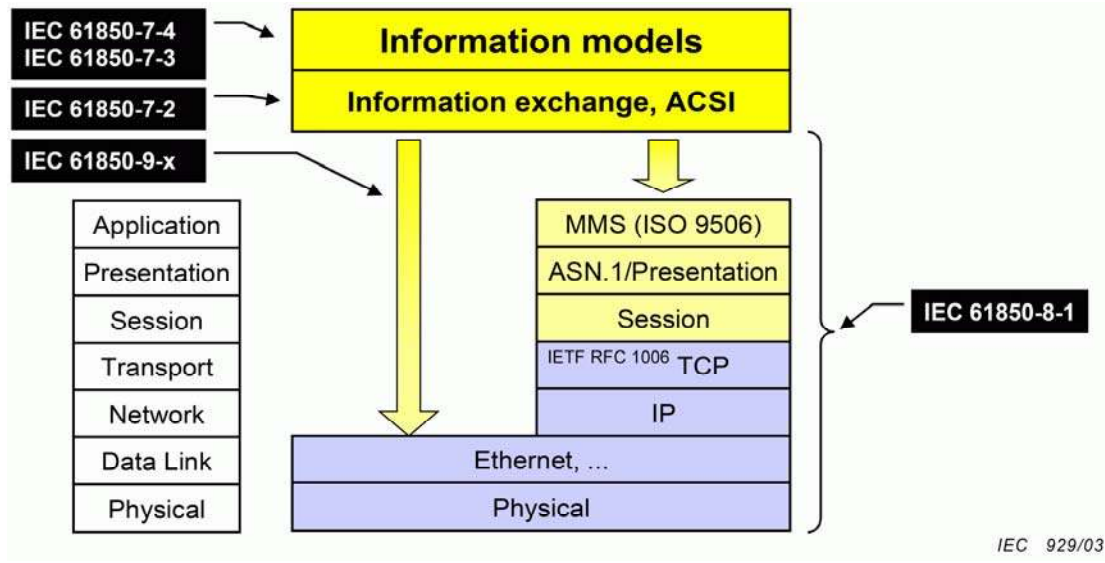 IEC 61850-7-4
IEC 61850-7-3
Information models
IEC 61850-7-2
Information exchange, ACSI
IEC 61850-9-x
Application
MMS (ISO 9506)
Presentation
ASN.1/Presentation
Session
Session
IEC 61850-8-1
Transport
IETF RFC 1006 TCP
Network
IP
Data Link
Ethernet, ...
Physical
Physical
IEC 929/03